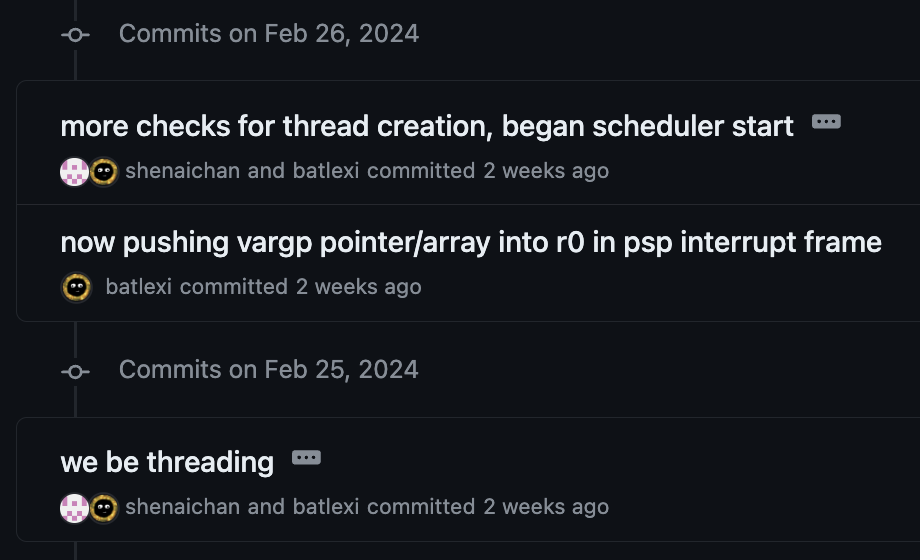 Commits on Feb 26, 2024
more checks for thread creation, began scheduler start
shenaichan and batlexi committed 2 weeks ago
now pushing vargp pointer/array into r0 in psp interrupt frame
batlexi committed 2 weeks ago
Commits on Feb 25, 2024
we be threading
shenaichan and batlexi committed 2 weeks ago